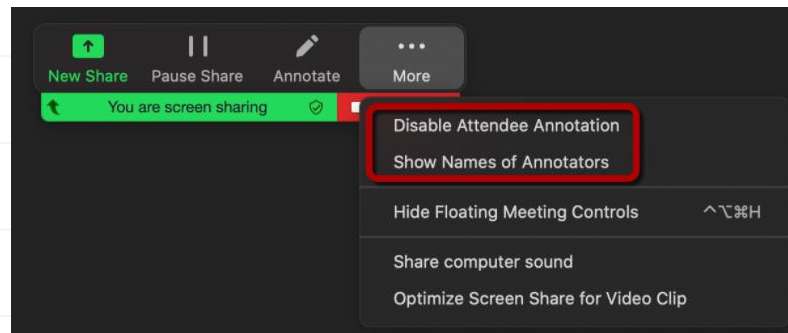 New Share Pause Share Annotate More
You are screen sharing
Disable Attendee Annotation
Show Names of Annotators
Hide Floating Meeting Controls ^⌥⌘H
Share computer sound
Optimize Screen Share for Video Clip